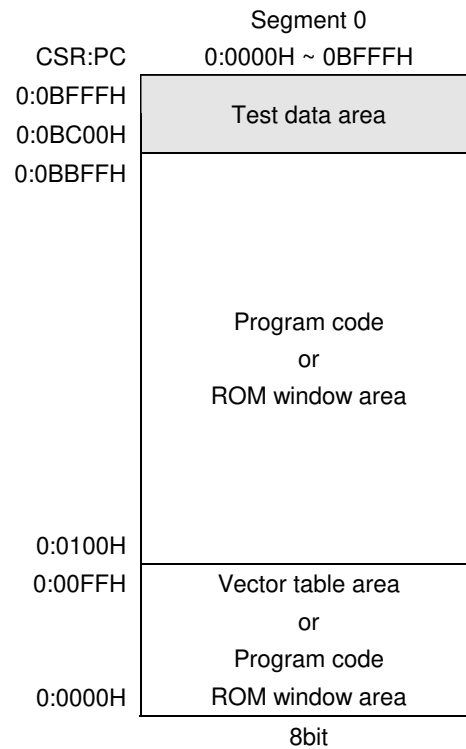 Segment 0
CSR:PC 0:0000H ~ 0BFFFH
0:0BFFFH
Test data area
0:0BC00H
0:0BBFFH
Program code
or
ROM window area
0:0100H
0:00FFH Vector table area
or
Program code
0:0000H ROM window area
8bit